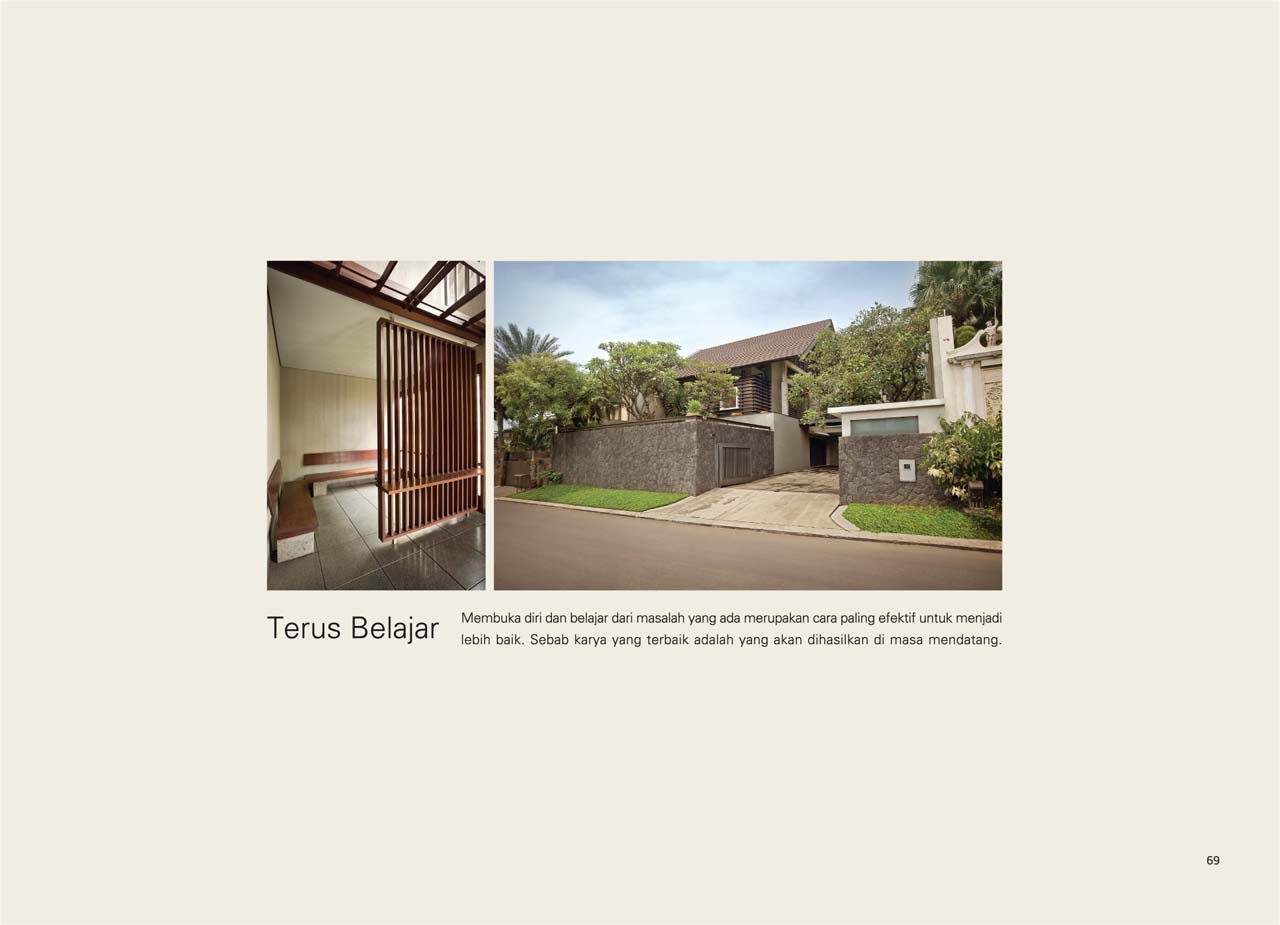 Terus Belajar
Membuka diri dan belajar dari masalah yang ada merupakan cara paling efektif untuk menjadi
lebih baik. Sebab karya yang terbaik adalah yang akan dihasilkan di masa mendatang.
69